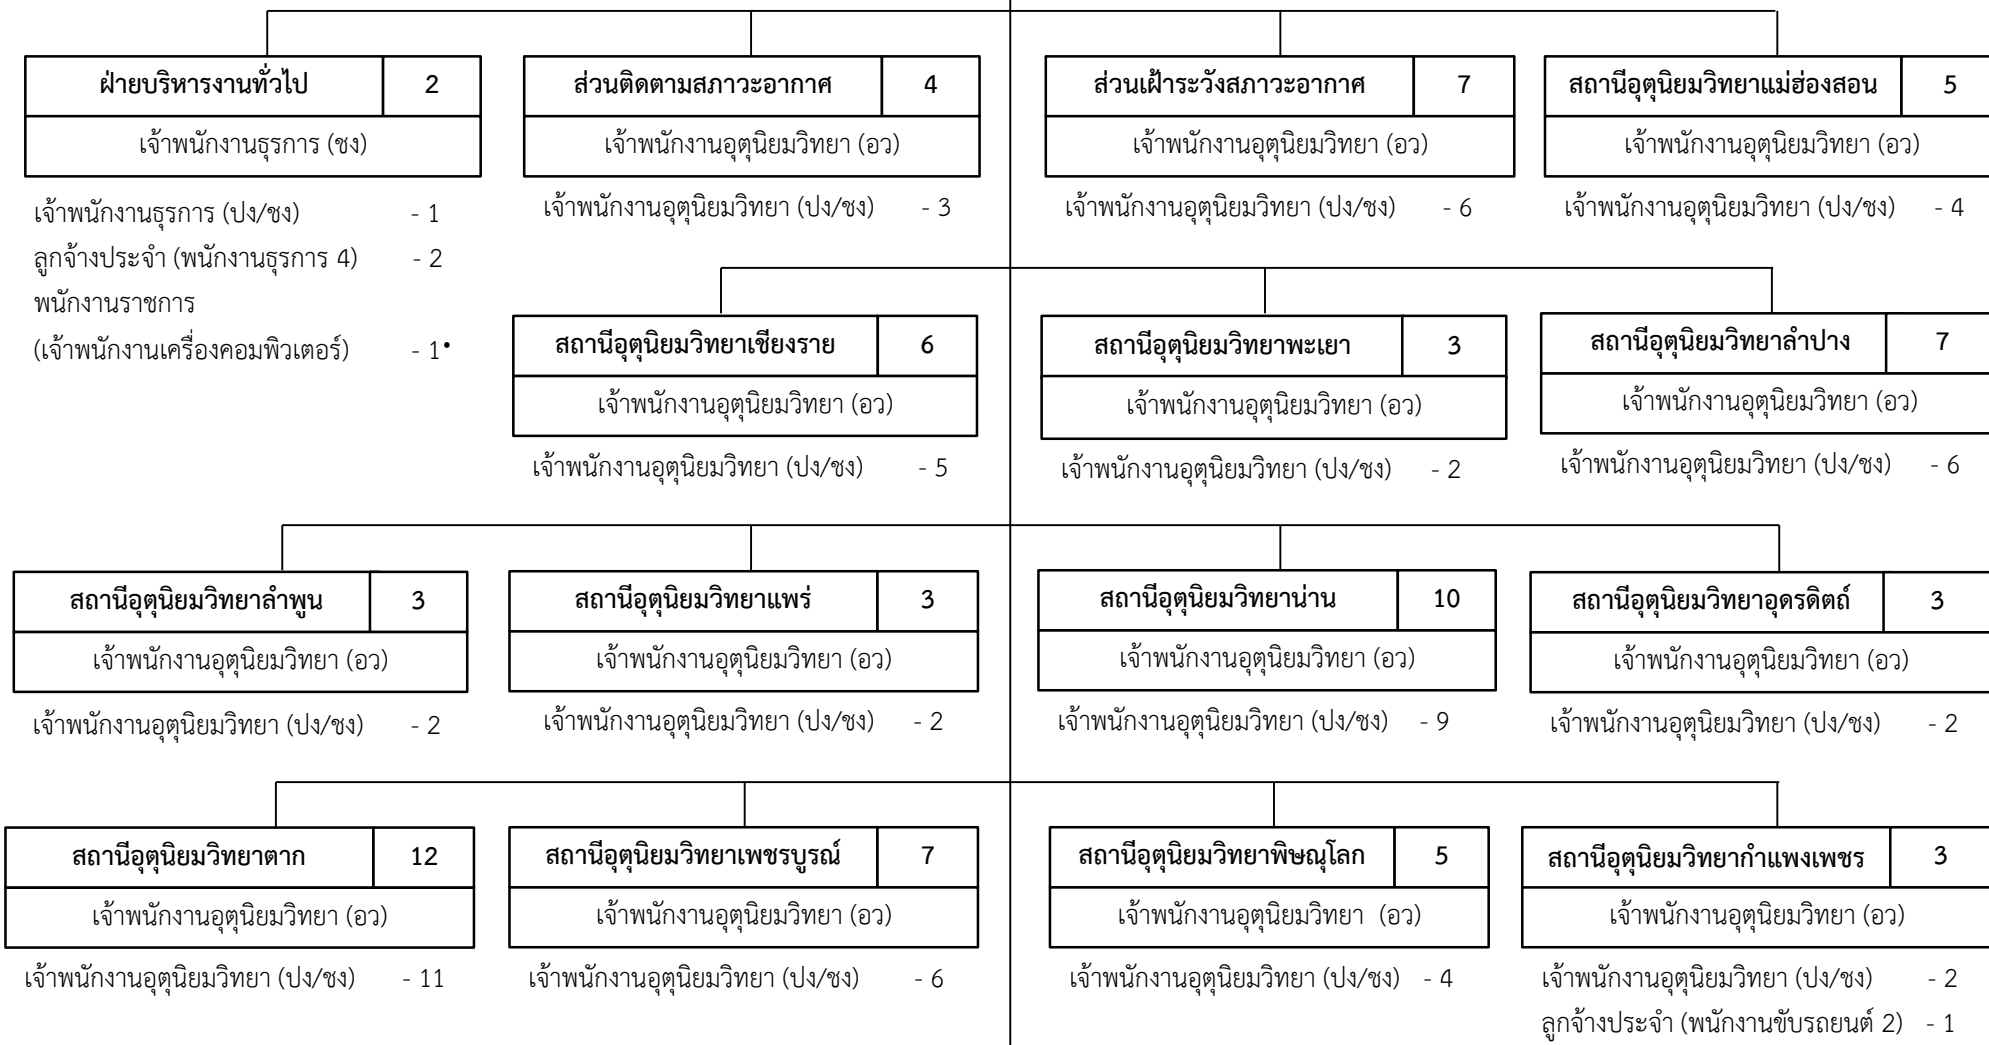 ฝ่ายบริหารงานทั่วไป 2
เจ้าพนักงานธุรการ (ชง)
เจ้าพนักงานธุรการ (ปง/ชง) - 1
ลูกจ้างประจำ (พนักงานธุรการ 4) - 2
พนักงานราชการ
(เจ้าพนักงานเครื่องคอมพิวเตอร์) - 1•
ส่วนติดตามสภาวะอากาศ 4
เจ้าพนักงานอุตุนิยมวิทยา (อว)
เจ้าพนักงานอุตุนิยมวิทยา (ปง/ชง) - 3
ส่วนเฝ้าระวังสภาวะอากาศ 7
เจ้าพนักงานอุตุนิยมวิทยา (อว)
เจ้าพนักงานอุตุนิยมวิทยา (ปง/ชง) - 6
สถานีอุตุนิยมวิทยาแม่ฮ่องสอน 5
เจ้าพนักงานอุตุนิยมวิทยา (อว)
เจ้าพนักงานอุตุนิยมวิทยา (ปง/ชง) - 4
สถานีอุตุนิยมวิทยาเชียงราย 6
เจ้าพนักงานอุตุนิยมวิทยา (อว)
เจ้าพนักงานอุตุนิยมวิทยา (ปง/ชง) - 5
สถานีอุตุนิยมวิทยาพะเยา 3
เจ้าพนักงานอุตุนิยมวิทยา (อว)
เจ้าพนักงานอุตุนิยมวิทยา (ปง/ชง) - 2
สถานีอุตุนิยมวิทยาลำปาง 7
เจ้าพนักงานอุตุนิยมวิทยา (อว)
เจ้าพนักงานอุตุนิยมวิทยา (ปง/ชง) - 6
สถานีอุตุนิยมวิทยาลำพูน 3
เจ้าพนักงานอุตุนิยมวิทยา (อว)
เจ้าพนักงานอุตุนิยมวิทยา (ปง/ชง) - 2
สถานีอุตุนิยมวิทยาแพร่ 3
เจ้าพนักงานอุตุนิยมวิทยา (อว)
เจ้าพนักงานอุตุนิยมวิทยา (ปง/ชง) - 2
สถานีอุตุนิยมวิทยาน่าน 10
เจ้าพนักงานอุตุนิยมวิทยา (อว)
เจ้าพนักงานอุตุนิยมวิทยา (ปง/ชง) - 9
สถานีอุตุนิยมวิทยาอุดรดิตถ์ 3
เจ้าพนักงานอุตุนิยมวิทยา (อว)
เจ้าพนักงานอุตุนิยมวิทยา (ปง/ชง) - 2
สถานีอุตุนิยมวิทยาตาก 12
เจ้าพนักงานอุตุนิยมวิทยา (อว)
เจ้าพนักงานอุตุนิยมวิทยา (ปง/ชง) - 11
สถานีอุตุนิยมวิทยาเพชรบูรณ์ 7
เจ้าพนักงานอุตุนิยมวิทยา (อว)
เจ้าพนักงานอุตุนิยมวิทยา (ปง/ชง) - 6
สถานีอุตุนิยมวิทยาพิษณุโลก 5
เจ้าพนักงานอุตุนิยมวิทยา (อว)
เจ้าพนักงานอุตุนิยมวิทยา (ปง/ชง) - 4
สถานีอุตุนิยมวิทยากำแพงเพชร 3
เจ้าพนักงานอุตุนิยมวิทยา (อว)
เจ้าพนักงานอุตุนิยมวิทยา (ปง/ชง) - 2
ลูกจ้างประจำ (พนักงานขับรถยนต์ 2) - 1